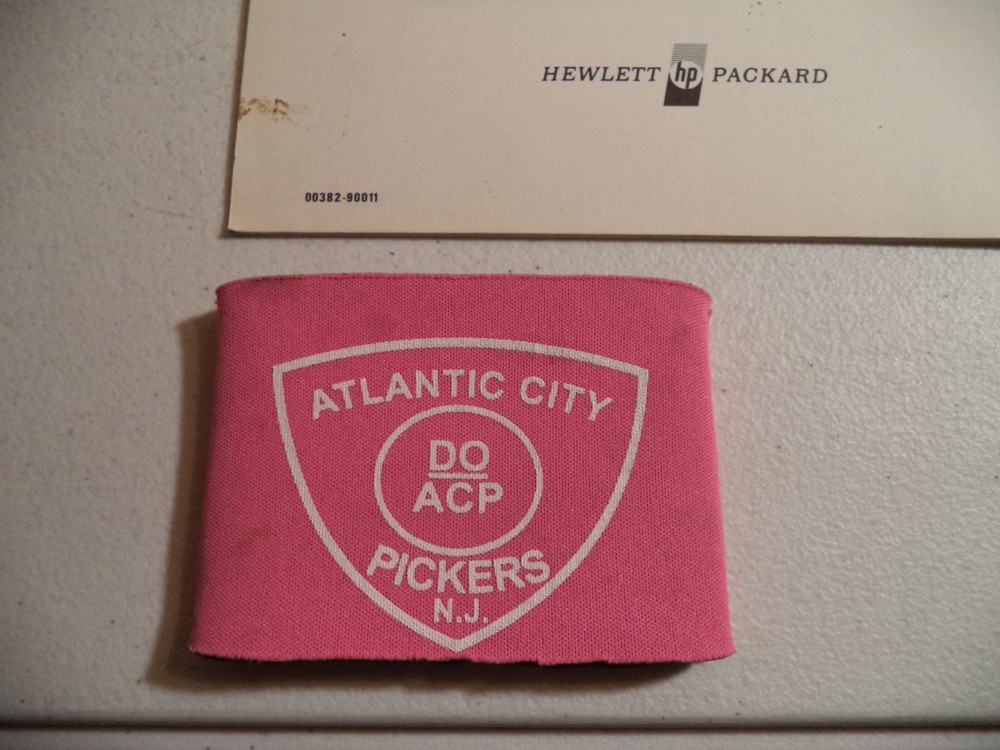 HEWLETT hp PACKARD
00382-90011
ATLANTIC CITY
DO
ACP
PICKERS
N.J.